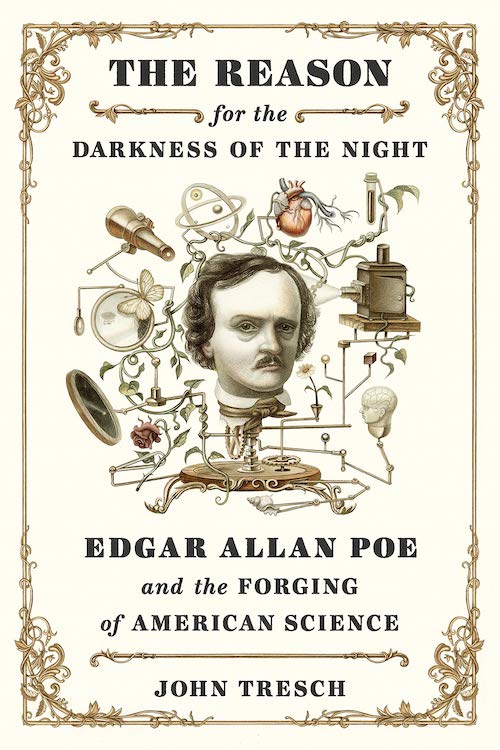 THE REASON
for the
DARKNESS OF THE NIGHT
EDGAR ALLAN POE
and the FORGING
of AMERICAN SCIENCE
JOHN TRESCH